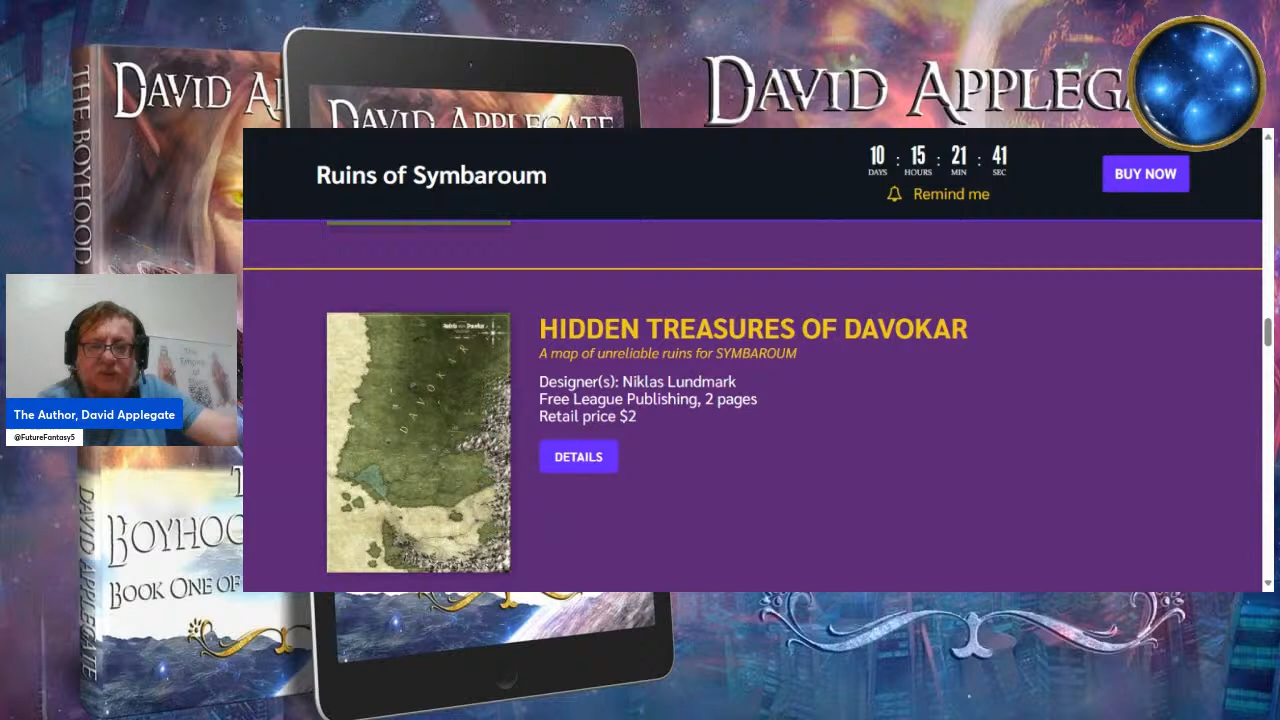 DAVID APPLEGA
DAVID AP
DAVID APPLEGATE
THE BOYHOOD
Ruins of Symbaroum
10 : 15 : 21 : 41
DAYS HOURS MIN SEC
Remind me
BUY NOW
HIDDEN TREASURES OF DAVOKAR
A map of unreliable ruins for SYMBAROUM
Designer(s): Niklas Lundmark
Free League Publishing, 2 pages
Retail price $2
DETAILS
DAVOKAR
The Author, David Applegate
@FutureFantasy5
T
BOYHOO
BOOK ONE OF
DAVID APPLEGATE